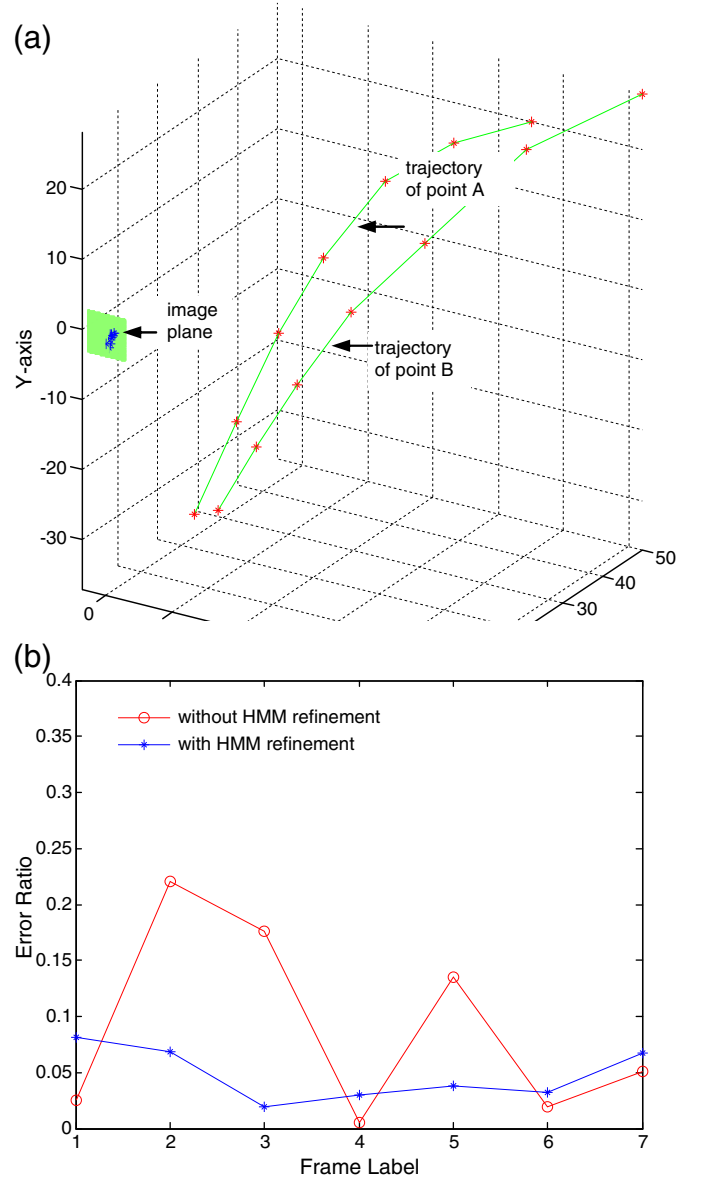 (a)
20
10
0
-10
-20
-30
Y-axis
image
plane
trajectory
of point A
trajectory
of point B
0
30
40
50
(b)
0.4
0.35
0.3
0.25
0.2
0.15
0.1
0.05
0
Error Ratio
without HMM refinement
with HMM refinement
1 2 3 4 5 6 7
Frame Label